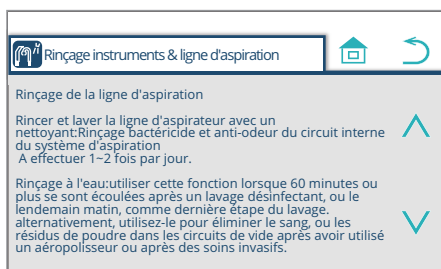 Rinçage instruments & ligne d'aspiration
Rinçage de la ligne d'aspiration
Rincer et laver la ligne d'aspirateur avec un
nettoyant:Rinçage bactéricide et anti-odeur du circuit interne
du système d'aspiration
A effectuer 1~2 fois par jour.
Rinçage à l'eau:utiliser cette fonction lorsque 60 minutes ou
plus se sont écoulées après un lavage désinfectant, ou le
lendemain matin, comme dernière étape du lavage.
alternativement, utilisez-le pour éliminer le sang, ou les
résidus de poudre dans les circuits de vide après avoir utilisé
un aéropolisseur ou après des soins invasifs.